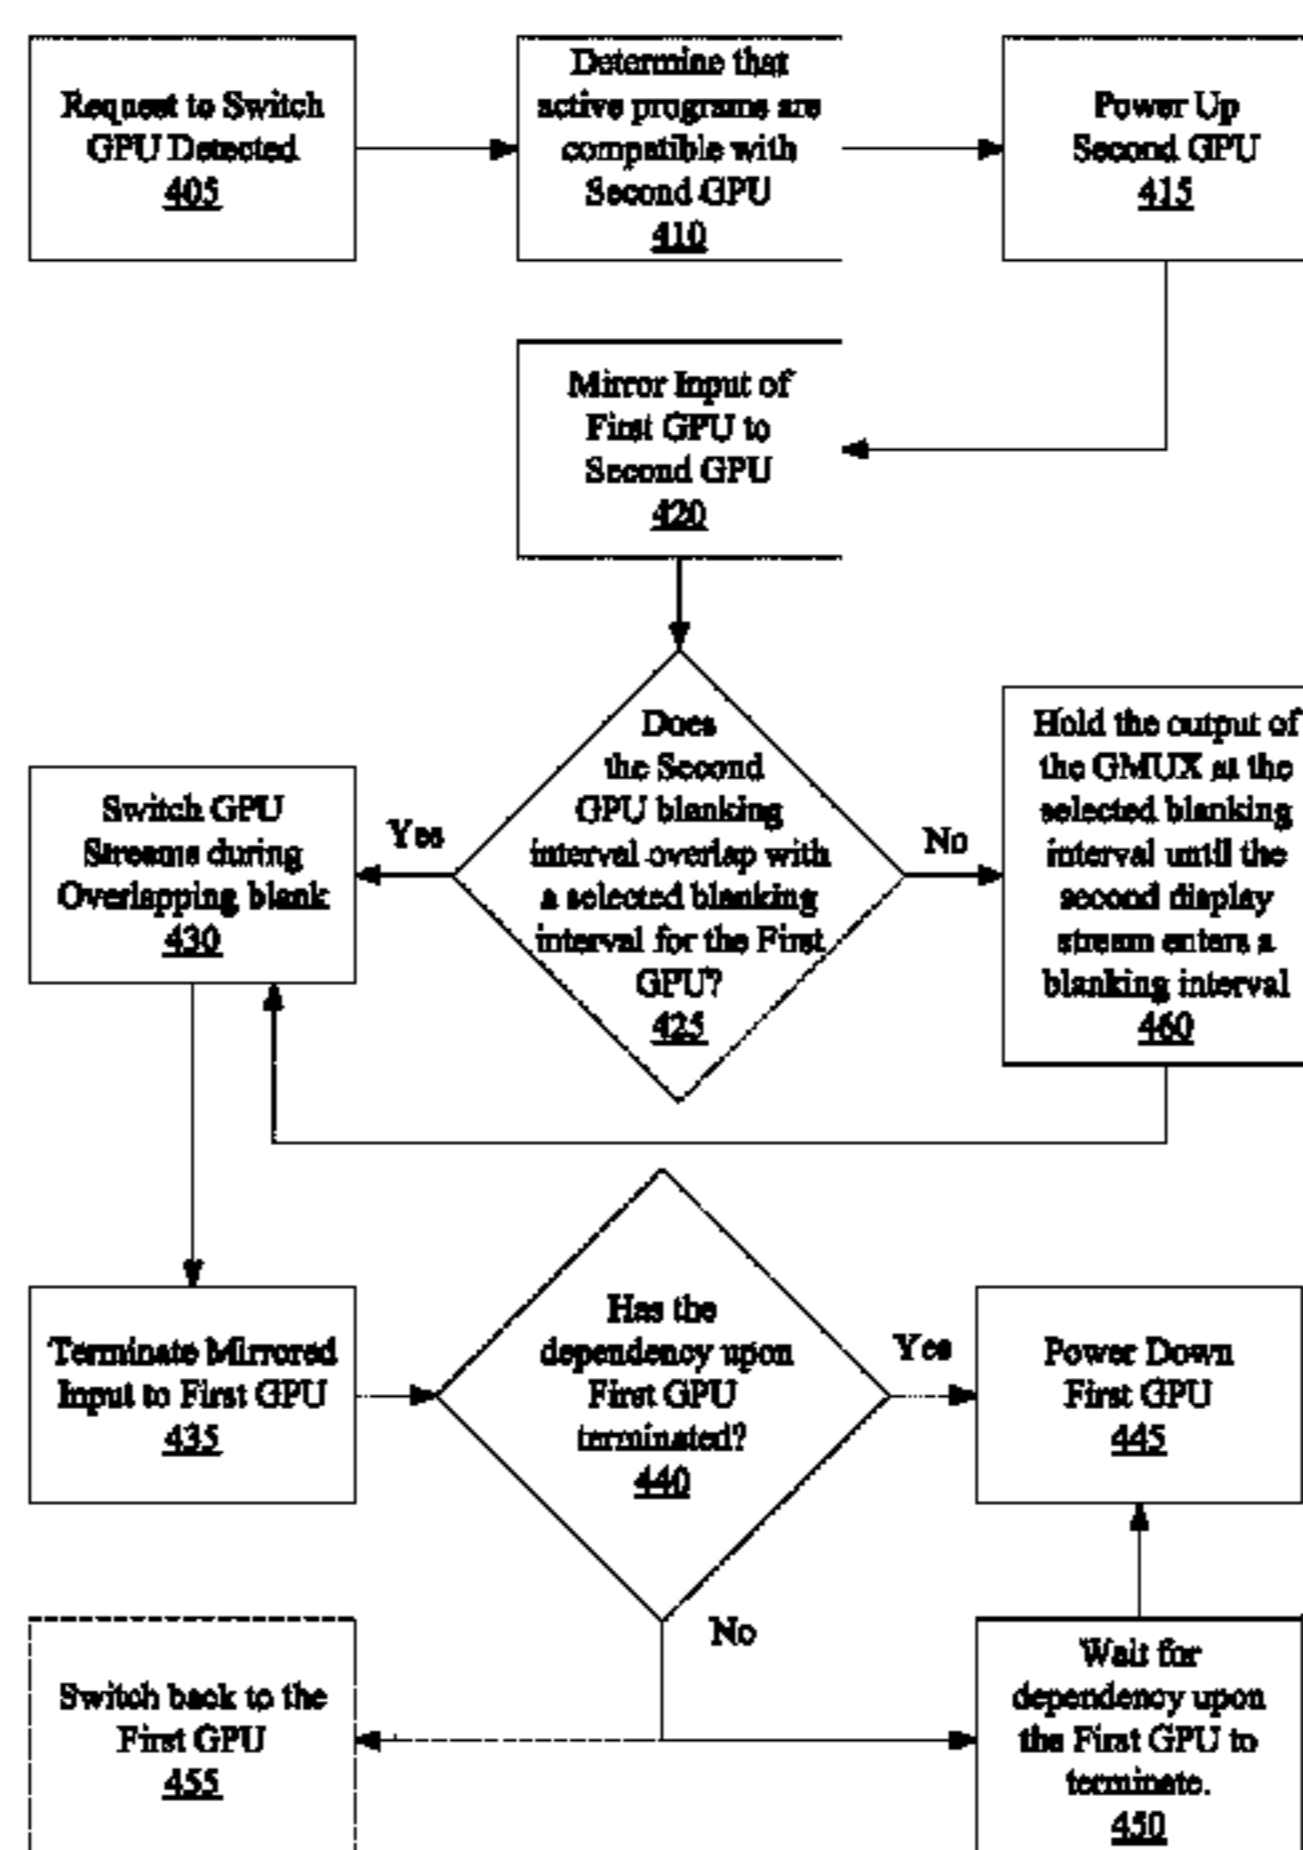 Request to Switch
GPU Detected
405
Determine that
active programs are
compatible with
Second GPU
410
Power Up
Second GPU
415
Mirror Input of
First GPU to
Second GPU
420
Does
the Second
GPU blanking
interval overlap with
a selected blanking
interval for the First
GPU?
425
Yes
No
Switch GPU
Streams during
Overlapping blank
430
Hold the output of
the GMUX at the
selected blanking
interval until the
second display
stream enters a
blanking interval
460
Terminate Mirrored
Input to First GPU
435
Has the
dependency upon
First GPU
terminated?
440
Yes
Power Down
First GPU
445
No
Switch back to the
First GPU
455
Wait for
dependency upon
the First GPU to
terminate.
450